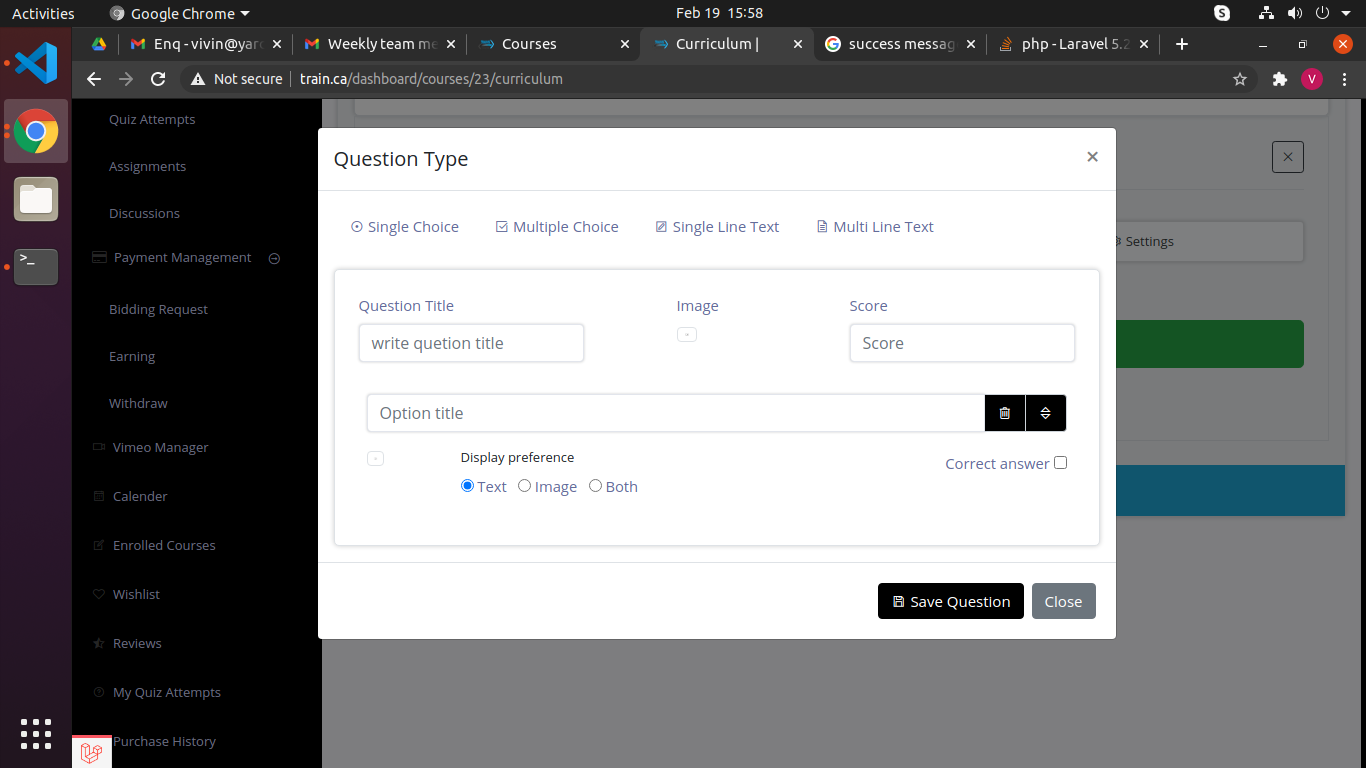 Activities Google Chrome Feb 19 15:58
Enq - vivin@yar Weekly team me Courses Curriculum | success messag php - Laravel 5.2
Not secure train.ca/dashboard/courses/23/curriculum V
Quiz Attempts
Assignments
Discussions
Payment Management
Bidding Request
Earning
Withdraw
Vimeo Manager
Calender
Enrolled Courses
Wishlist
Reviews
My Quiz Attempts
Purchase History
Question Type ×
Single Choice Multiple Choice Single Line Text Multi Line Text
Settings
Question Title Image Score
write quetion title Score
Option title
Display preference
Correct answer
Text Image Both
Save Question Close